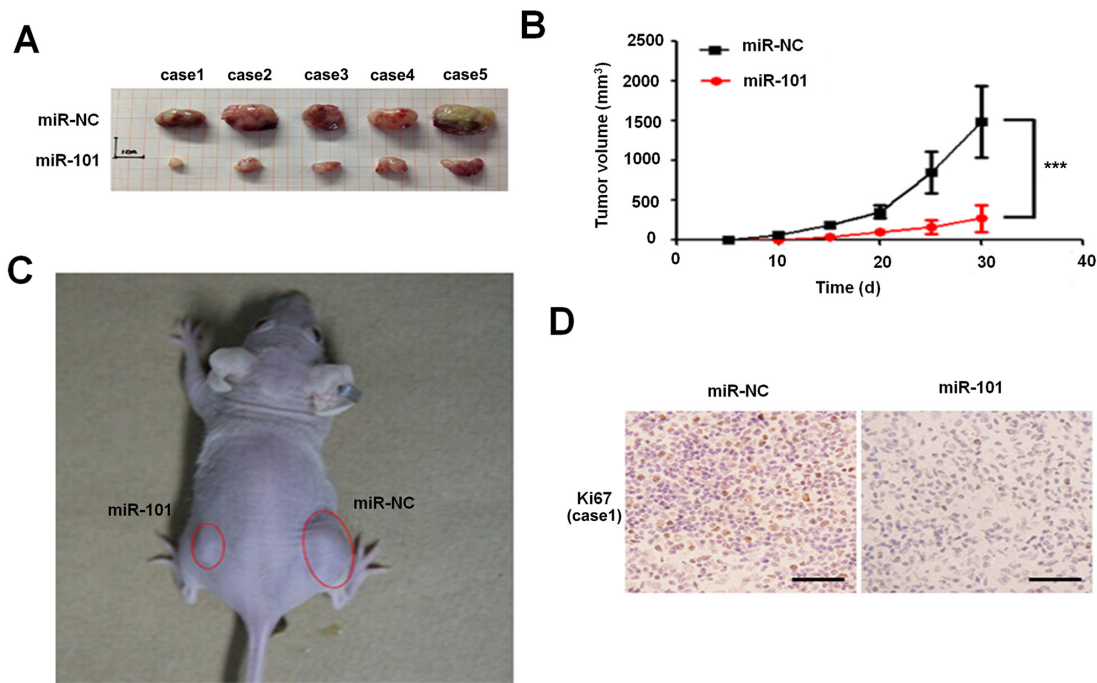 A
case1 case2 case3 case4 case5
miR-NC
miR-101
1cm
B
miR-NC
miR-101
Tumor volume (mm³)
2500
2000
1500
1000
500
0
0 10 20 30 40
Time (d)
***
C
miR-101
miR-NC
D
miR-NC miR-101
Ki67
(case1)